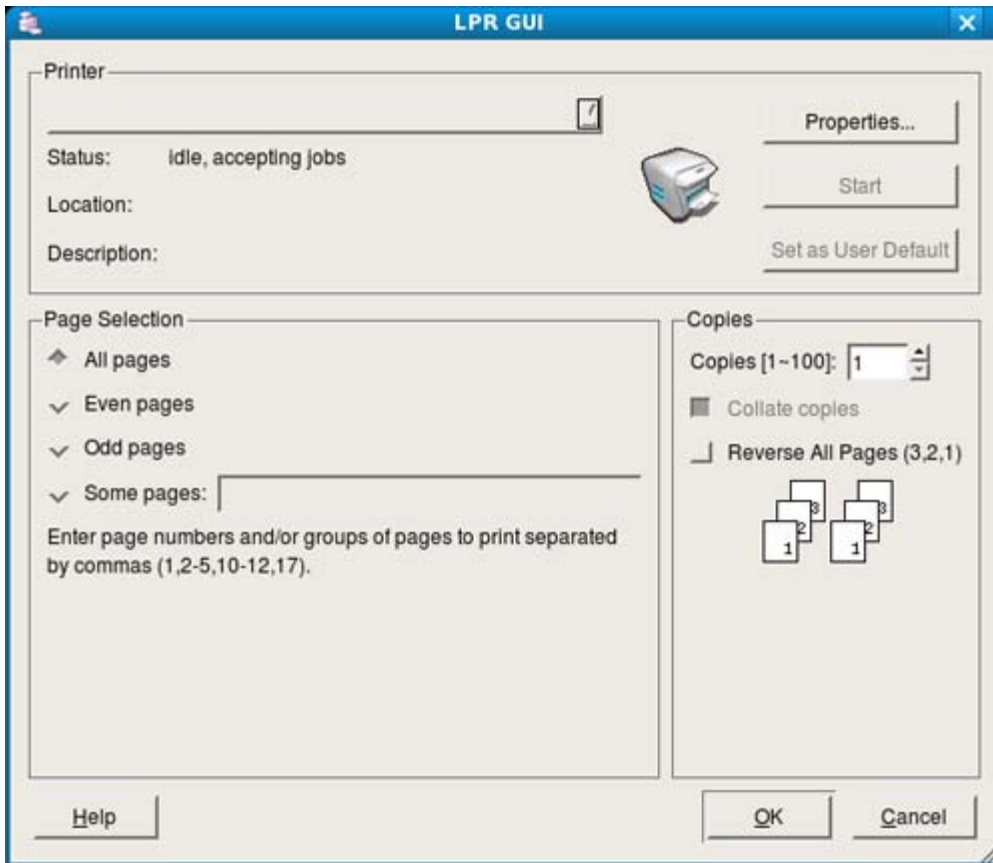 LPR GUI
Printer
Properties...
Status: idle, accepting jobs
Start
Location:
Set as User Default
Description:
Page Selection
All pages
Even pages
Odd pages
Some pages:
Enter page numbers and/or groups of pages to print separated
by commas (1,2-5,10-12,17).
Copies
Copies [1~100]: 1
Collate copies
Reverse All Pages (3,2,1)
3 3
2 2
1 1
Help
OK
Cancel